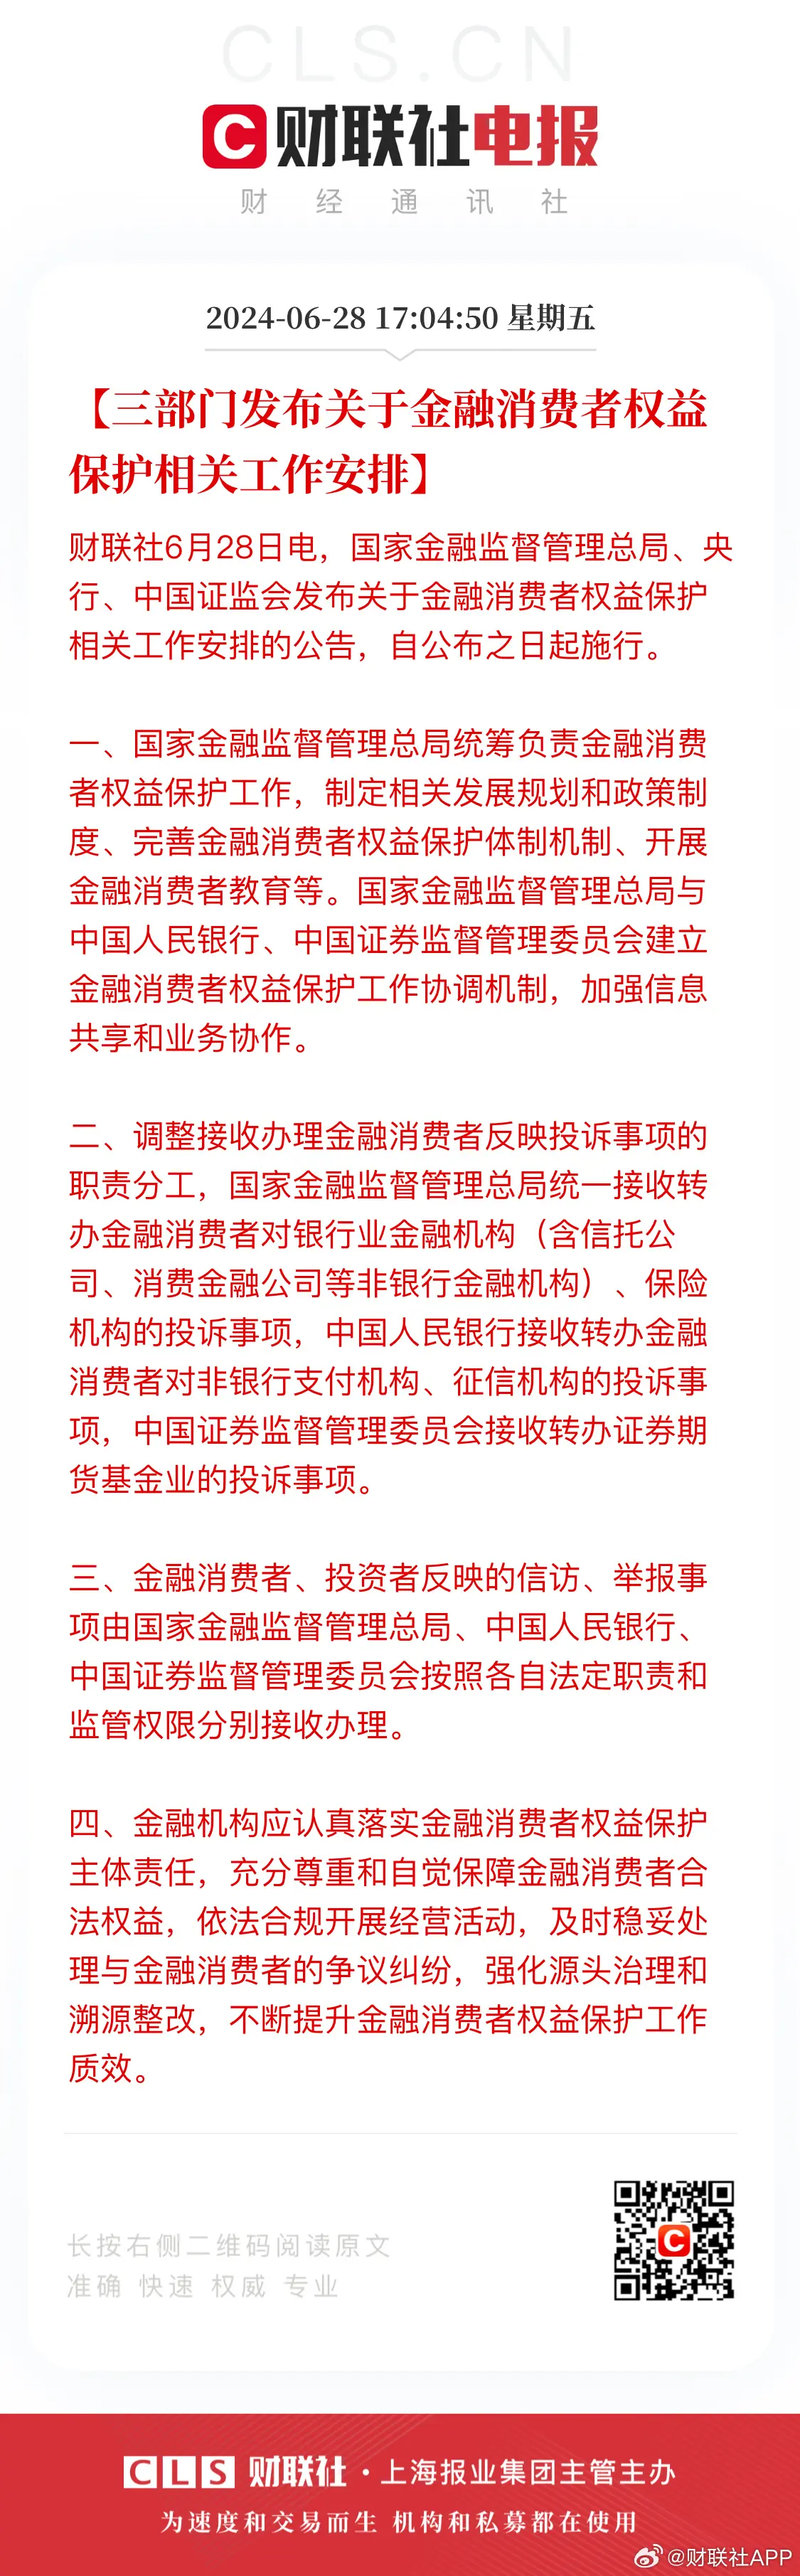 CLS.CN
C财联社电报
财经通讯社
2024-06-28 17:04:50 星期五
【三部门发布关于金融消费者权益
保护相关工作安排】
财联社6月28日电，国家金融监督管理总局、央
行、中国证监会发布关于金融消费者权益保护
相关工作安排的公告，自公布之日起施行。
一、国家金融监督管理总局统筹负责金融消费
者权益保护工作，制定相关发展规划和政策制
度、完善金融消费者权益保护体制机制、开展
金融消费者教育等。国家金融监督管理总局与
中国人民银行、中国证券监督管理委员会建立
金融消费者权益保护工作协调机制，加强信息
共享和业务协作。
二、调整接收办理金融消费者反映投诉事项的
职责分工，国家金融监督管理总局统一接收转
办金融消费者对银行业金融机构（含信托公
司、消费金融公司等非银行金融机构）、保险
机构的投诉事项，中国人民银行接收转办金融
消费者对非银行支付机构、征信机构的投诉事
项，中国证券监督管理委员会接收转办证券期
货基金业的投诉事项。
三、金融消费者、投资者反映的信访、举报事
项由国家金融监督管理总局、中国人民银行、
中国证券监督管理委员会按照各自法定职责和
监管权限分别接收办理。
四、金融机构应认真落实金融消费者权益保护
主体责任，充分尊重和自觉保障金融消费者合
法权益，依法合规开展经营活动，及时稳妥处
理与金融消费者的争议纠纷，强化源头治理和
溯源整改，不断提升金融消费者权益保护工作
质效。
长按右侧二维码阅读原文
准确 快速 权威 专业
C
CLS 财联社·上海报业集团主管主办
为速度和交易而生 机构和私募都在使用
@财联社APP